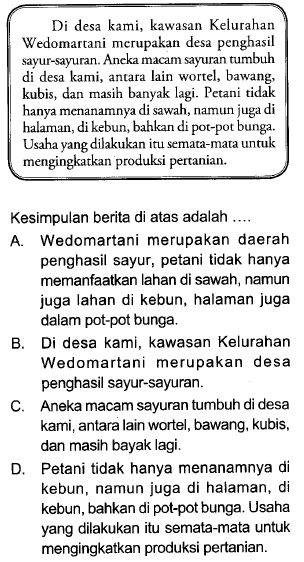 Di desa kami, kawasan Kelurahan
Wedomartani merupakan desa penghasil
sayur-sayuran. Aneka macam sayuran tumbuh
di desa kami, antara lain wortel, bawang,
kubis, dan masih banyak lagi. Petani tidak
hanya menanamnya di sawah, namun juga di
halaman, di kebun, bahkan di pot-pot bunga.
Usaha yang dilakukan itu semata-mata untuk
mengingkatkan produksi pertanian.
Kesimpulan berita di atas adalah ....
A. Wedomartani merupakan daerah
penghasil sayur, petani tidak hanya
memanfaatkan lahan di sawah, namun
juga lahan di kebun, halaman juga
dalam pot-pot bunga.
B. Di desa kami, kawasan Kelurahan
Wedomartani merupakan desa
penghasil sayur-sayuran.
C. Aneka macam sayuran tumbuh di desa
kami, antara lain wortel, bawang, kubis,
dan masih bayak lagi.
D. Petani tidak hanya menanamnya di
kebun, namun juga di halaman, di
kebun, bahkan di pot-pot bunga. Usaha
yang dilakukan itu semata-mata untuk
mengingkatkan produksi pertanian.